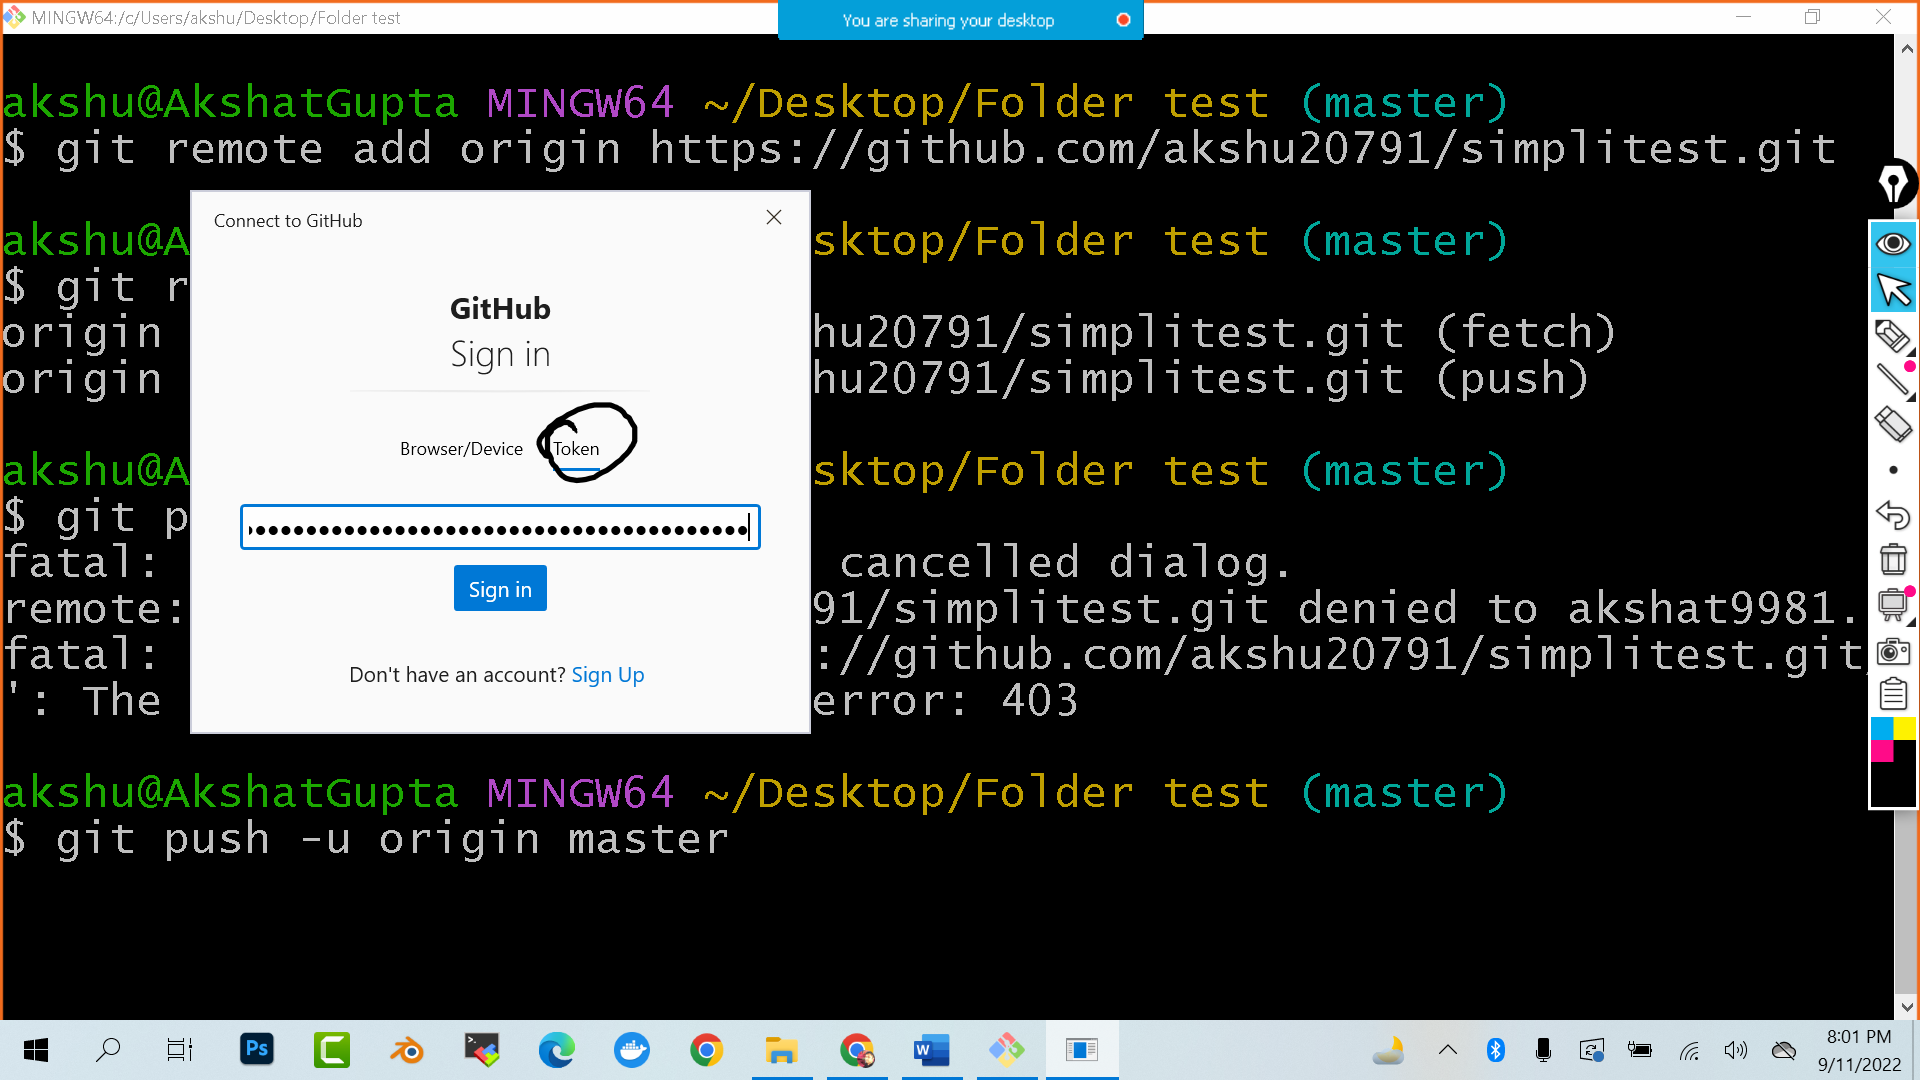 MINGW64:/c/Users/akshu/Desktop/Folder test
You are sharing your desktop
akshu@AkshatGupta MINGW64 ~/Desktop/Folder test (master)
$ git remote add origin https://github.com/akshu20791/simplitest.git
akshu@A sktop/Folder test (master)
$ git r
origin hu20791/simplitest.git (fetch)
origin hu20791/simplitest.git (push)
akshu@A sktop/Folder test (master)
$ git p
fatal: cancelled dialog.
remote: 91/simplitest.git denied to akshat9981.
fatal: ://github.com/akshu20791/simplitest.git/
': The error: 403
akshu@AkshatGupta MINGW64 ~/Desktop/Folder test (master)
$ git push -u origin master
Connect to GitHub
GitHub
Sign in
Browser/Device Token
Sign in
Don't have an account? Sign Up
Ps
C
W
8:01 PM
9/11/2022